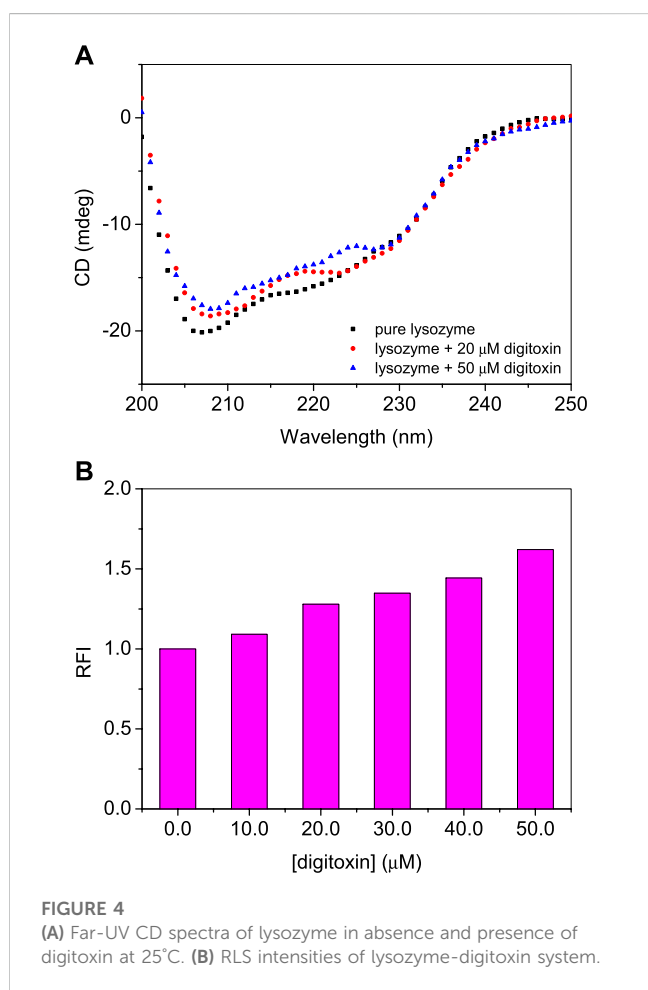 A
0
-10
-20
CD (mdeg)
pure lysozyme
lysozyme + 20 μM digitoxin
lysozyme + 50 μM digitoxin
200 210 220 230 240 250
Wavelength (nm)
B
2.0
1.5
1.0
0.5
0.0
RFI
0.0 10.0 20.0 30.0 40.0 50.0
[digitoxin] (μM)
FIGURE 4
(A) Far-UV CD spectra of lysozyme in absence and presence of
digitoxin at 25°C. (B) RLS intensities of lysozyme-digitoxin system.